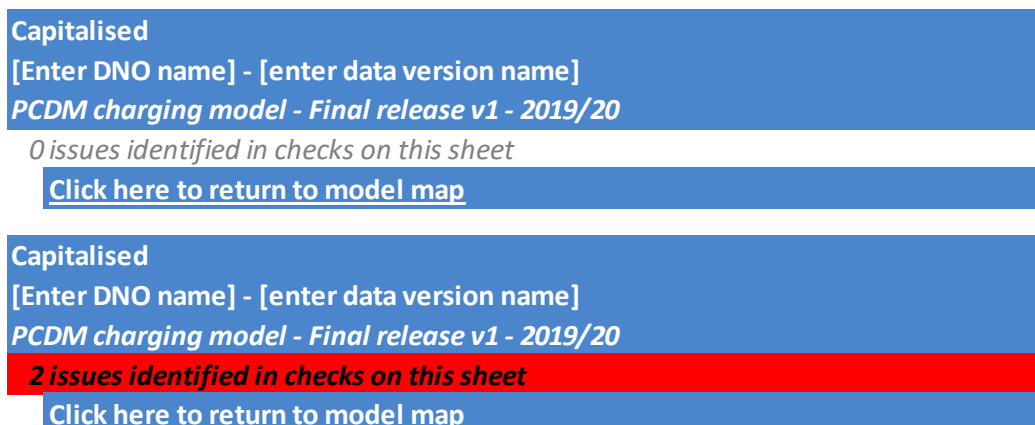 Capitalised
[Enter DNO name] - [enter data version name]
PCDM charging model - Final release v1 - 2019/20
0 issues identified in checks on this sheet
Click here to return to model map
Capitalised
[Enter DNO name] - [enter data version name]
PCDM charging model - Final release v1 - 2019/20
2 issues identified in checks on this sheet
Click here to return to model map